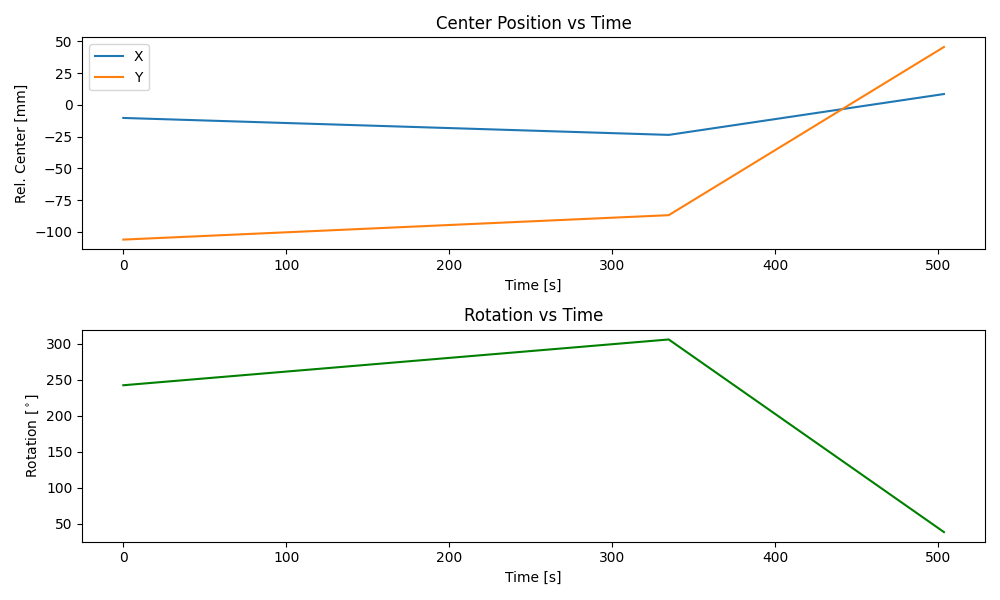 Center Position vs Time
Rel. Center [mm]
50
25
0
−25
−50
−75
−100
X
Y
0 100 200 300 400 500
Time [s]
Rotation vs Time
Rotation [°]
300
250
200
150
100
50
0 100 200 300 400 500
Time [s]